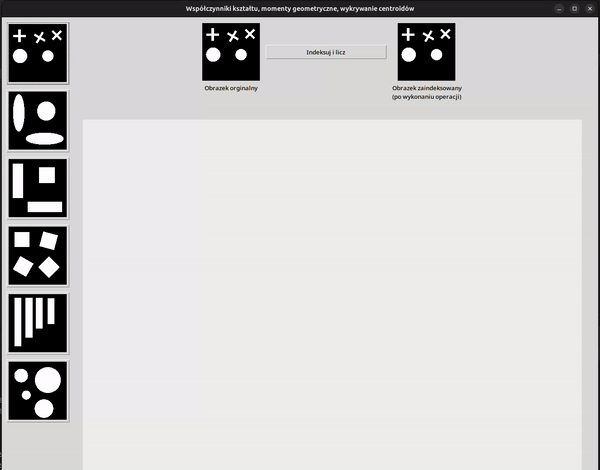 Współczynniki kształtu, momenty geometryczne, wykrywanie centroidów
Indeksuj i licz
Obrazek orginalny
Obrazek zaindeksowany
(po wykonaniu operacji)